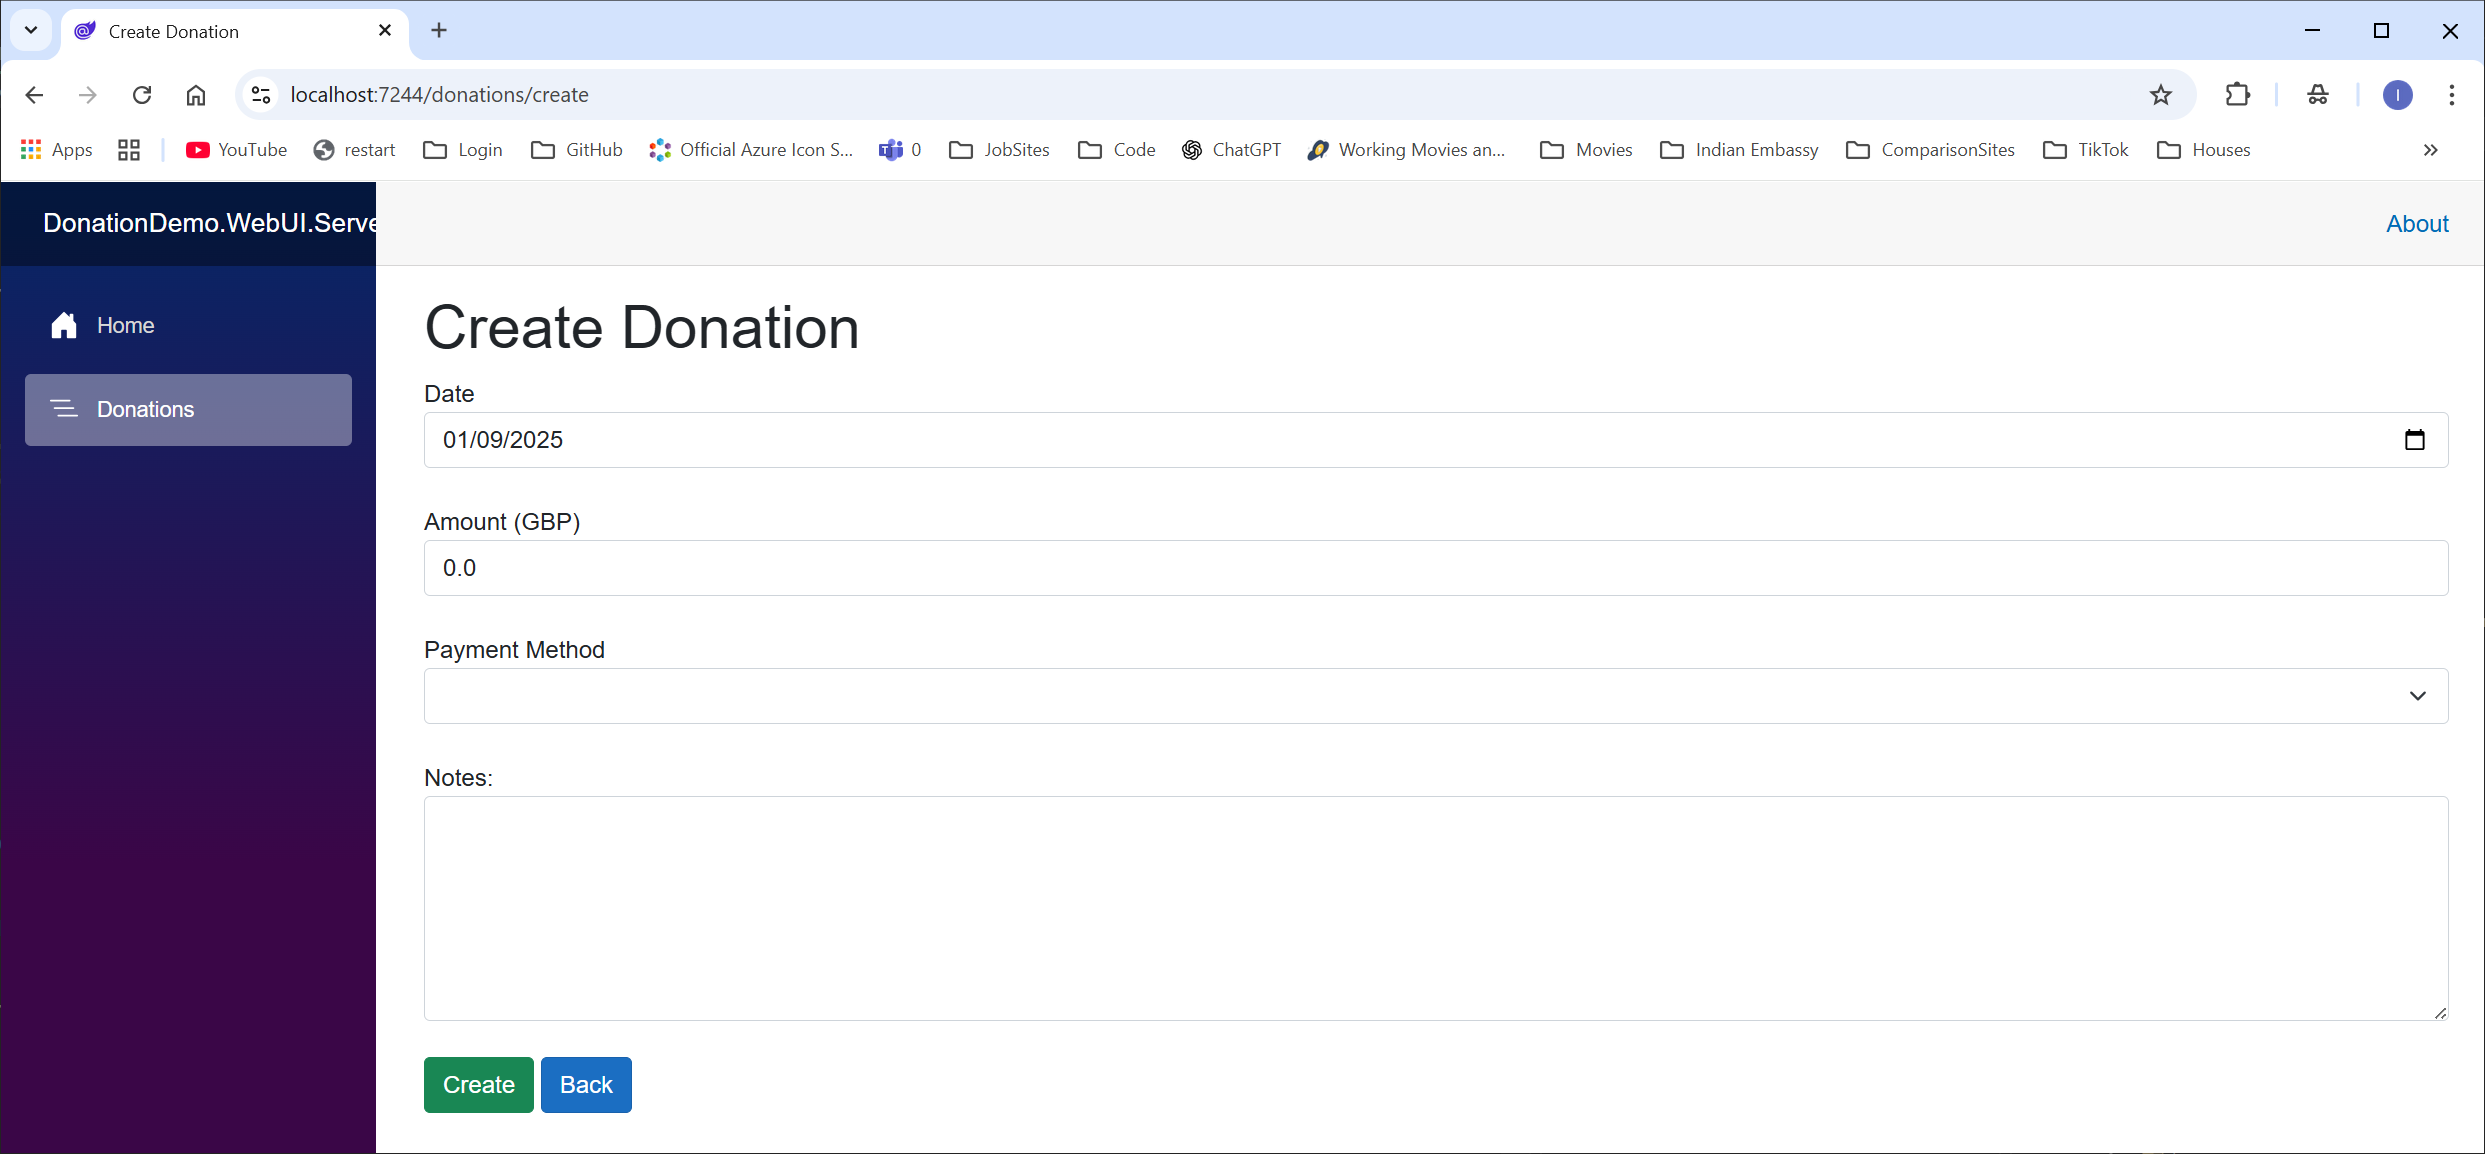 Create Donation
localhost:7244/donations/create
Apps YouTube restart Login GitHub Official Azure Icon S... 0 JobSites Code ChatGPT Working Movies an... Movies Indian Embassy ComparisonSites TikTok Houses
I
DonationDemo.WebUI.Serve
About
Home
Donations
Create Donation
Date
01/09/2025
Amount (GBP)
0.0
Payment Method
Notes:
Create Back